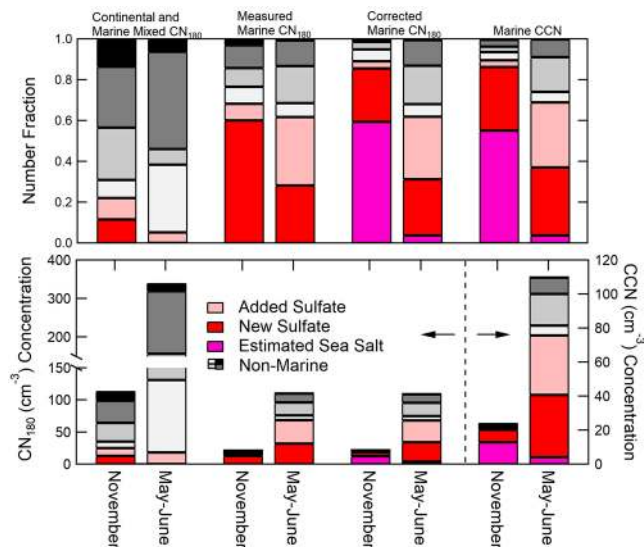 Continental and
Marine Mixed CN180
Measured
Marine CN180
Corrected
Marine CN180
Marine CCN
Number Fraction
1.0
0.8
0.6
0.4
0.2
0.0
CN180 (cm-3) Concentration
400
300
200
150
100
50
0
Added Sulfate
New Sulfate
Estimated Sea Salt
Non-Marine
120
100
80
60
40
20
0
CCN (cm-3) Concentration
November
May-June
November
May-June
November
May-June
November
May-June